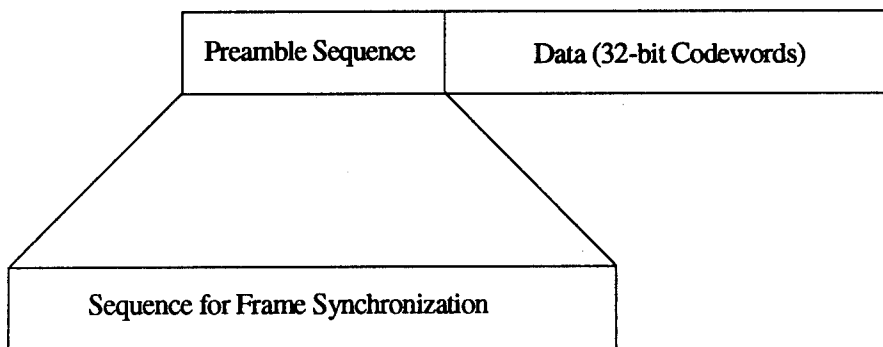 Preamble Sequence
Data (32-bit Codewords)
Sequence for Frame Synchronization